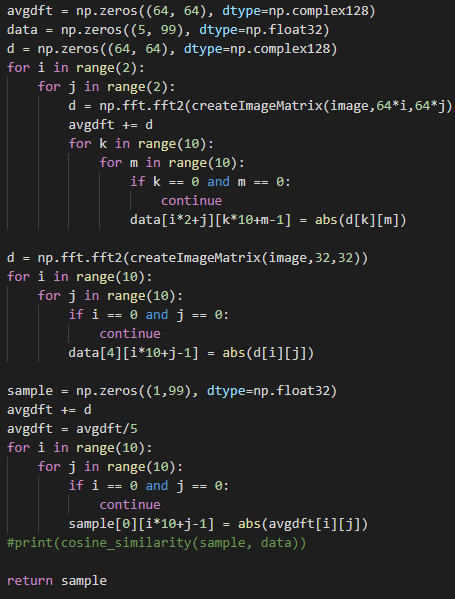 avgdft = np.zeros((64, 64), dtype=np.complex128)
data = np.zeros((5, 99), dtype=np.float32)
d = np.zeros((64, 64), dtype=np.complex128)
for i in range(2):
    for j in range(2):
        d = np.fft.fft2(createImageMatrix(image,64*i,64*j)
        avgdft += d
        for k in range(10):
            for m in range(10):
                if k == 0 and m == 0:
                    continue
                data[i*2+j][k*10+m-1] = abs(d[k][m])

d = np.fft.fft2(createImageMatrix(image,32,32))
for i in range(10):
    for j in range(10):
        if i == 0 and j == 0:
            continue
        data[4][i*10+j-1] = abs(d[i][j])

sample = np.zeros((1,99), dtype=np.float32)
avgdft += d
avgdft = avgdft/5
for i in range(10):
    for j in range(10):
        if i == 0 and j == 0:
            continue
        sample[0][i*10+j-1] = abs(avgdft[i][j])
#print(cosine_similarity(sample, data))

return sample